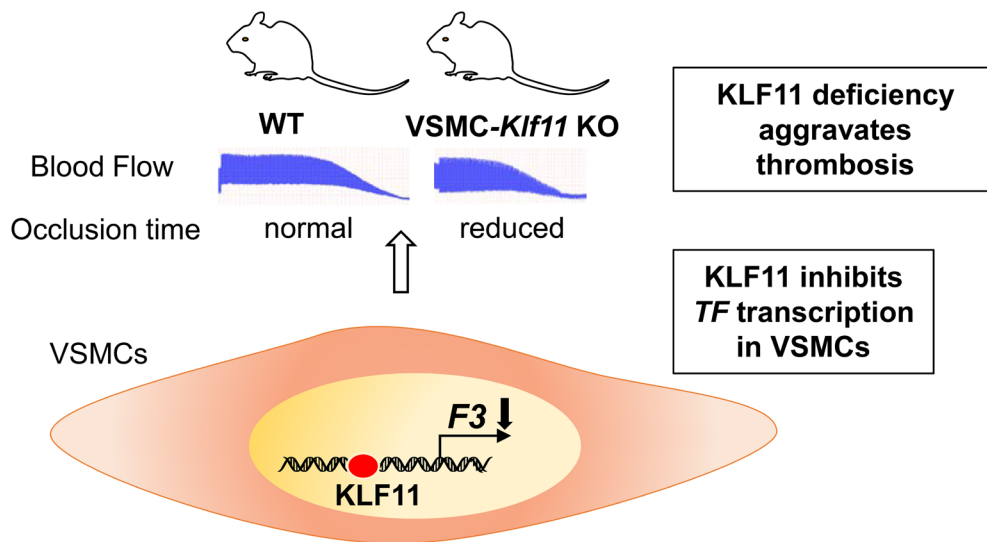 WT
VSMC-Klf11 KO
Blood Flow
Occlusion time
normal
reduced
KLF11 deficiency
aggravates
thrombosis
KLF11 inhibits
TF transcription
in VSMCs
VSMCs
F3
KLF11